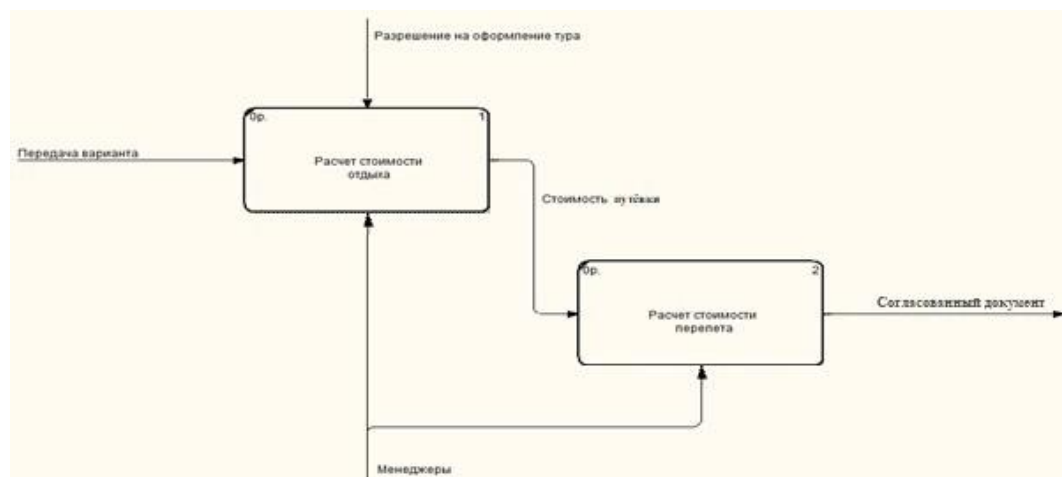 Разрешение на оформление тура
0р.
1
Передача варианта
Расчет стоимости
отдыха
Стоимость путёвки
0р.
2
Согласованный документ
Расчет стоимости
перелета
Менеджеры